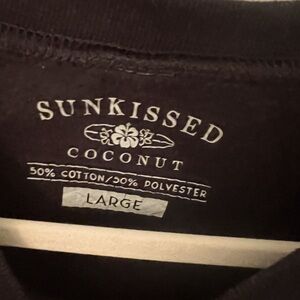 SUNKISSED
COCONUT
50% COTTON/50% POLYESTER
LARGE